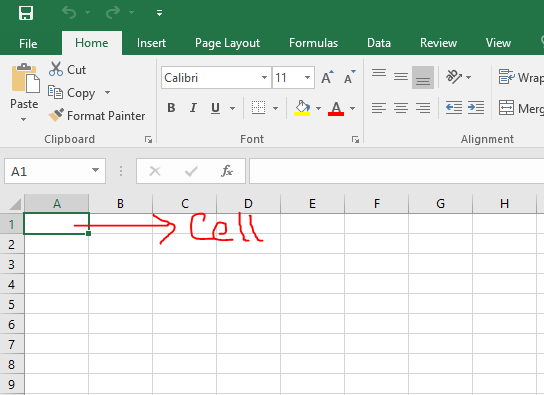 File Home Insert Page Layout Formulas Data Review View
Cut
Copy
Paste
Format Painter
Calibri 11 A A
B I U A
Wrap
Merg
Clipboard Font Alignment
A1 fx
A B C D E F G H
1 Cell
2
3
4
5
6
7
8
9